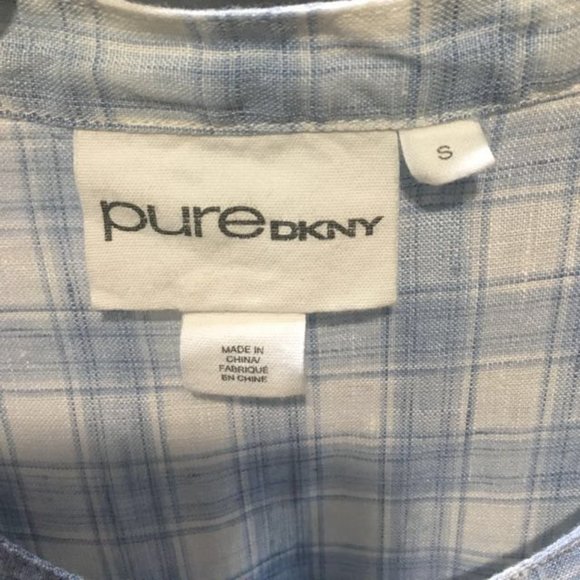 pureDKNY
S
MADE IN
CHINA/
FABRIQUÉ
EN CHINE